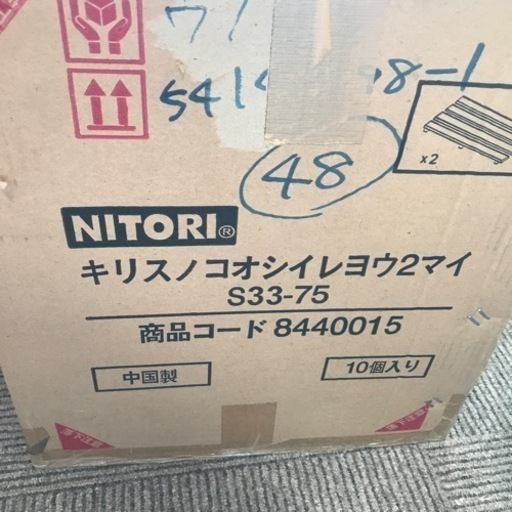 48
x2
NITORI®
キリスノコオシイレヨウ2マイ
S33-75
商品コード 8440015
中国製
10個入り